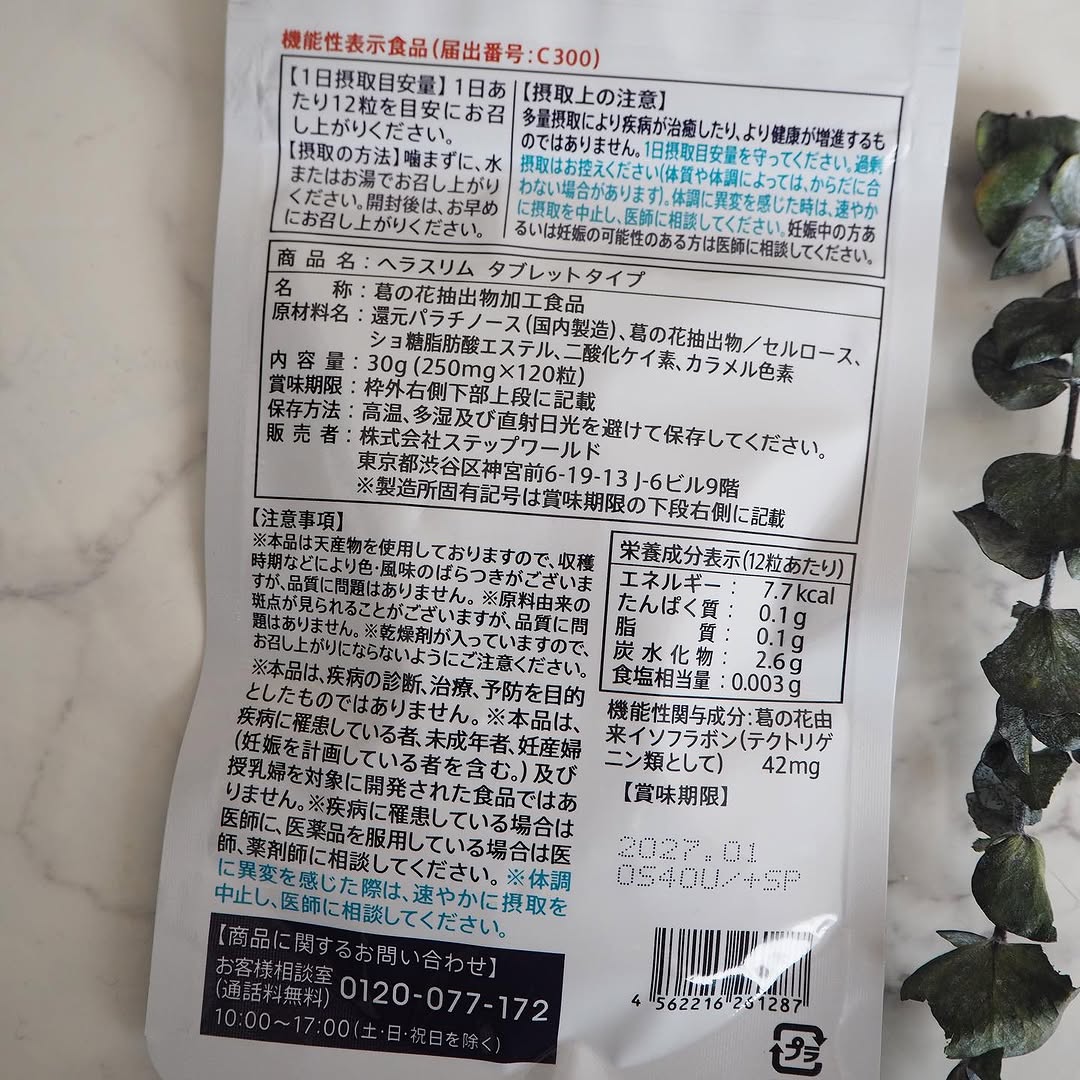 機能性表示食品(届出番号:C300)
【1日摂取目安量】1日あ
たり12粒を目安にお召
し上がりください。
【摂取の方法】噛まずに、水
またはお湯でお召し上がり
ください。開封後は、お早め
にお召し上がりください。
【摂取上の注意】
多量摂取により疾病が治癒したり、より健康が増進するも
のではありません。1日摂取目安量を守ってください。過剰
摂取はお控えください(体質や体調によっては、からだに合
わない場合があります)。体調に異変を感じた時は、速やか
に摂取を中止し、医師に相談してください。妊娠中の方あ
るいは妊娠の可能性のある方は医師に相談してください。
商品名:ヘラスリム タブレットタイプ
名称:葛の花抽出物加工食品
原材料名:還元パラチノース(国内製造)、葛の花抽出物/セルロース、
ショ糖脂肪酸エステル、二酸化ケイ素、カラメル色素
内容量:30g(250mg×120粒)
賞味期限:枠外右側下部上段に記載
保存方法:高温、多湿及び直射日光を避けて保存してください。
販売者:株式会社ステップワールド
東京都渋谷区神宮前6-19-13 J-6ビル9階
※製造所固有記号は賞味期限の下段右側に記載
【注意事項】
※本品は天産物を使用しておりますので、収穫
時期などにより色・風味のばらつきがございま
すが、品質に問題はありません。※原料由来の
斑点が見られることがございますが、品質に問
題はありません。※乾燥剤が入っていますので、
お召し上がりにならないようにご注意ください。
※本品は、疾病の診断、治療、予防を目的
としたものではありません。※本品は、
疾病に罹患している者、未成年者、妊産婦
(妊娠を計画している者を含む。)及び
授乳婦を対象に開発された食品ではあ
りません。※疾病に罹患している場合は
医師に、医薬品を服用している場合は医
師、薬剤師に相談してください。※体調
に異変を感じた際は、速やかに摂取を
中止し、医師に相談してください。
栄養成分表示(12粒あたり)
エネルギー:7.7kcal
たんぱく質:0.1g
脂質:0.1g
炭水化物:2.6g
食塩相当量:0.003g
機能性関与成分:葛の花由
来イソフラボン(テクトリゲ
ニン類として) 42mg
【賞味期限】
2027.01
0S40U/+SP
【商品に関するお問い合わせ】
お客様相談室
(通話料無料) 0120-077-172
10:00〜17:00(土・日・祝日を除く)
4 562216 261287
プラ